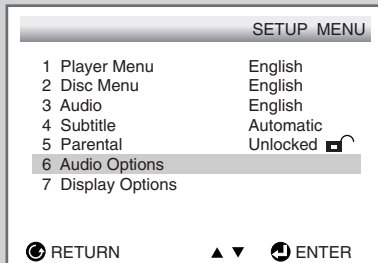 SETUP MENU
1 Player Menu English
2 Disc Menu English
3 Audio English
4 Subtitle Automatic
5 Parental Unlocked
6 Audio Options
7 Display Options
RETURN ▲ ▼ ENTER